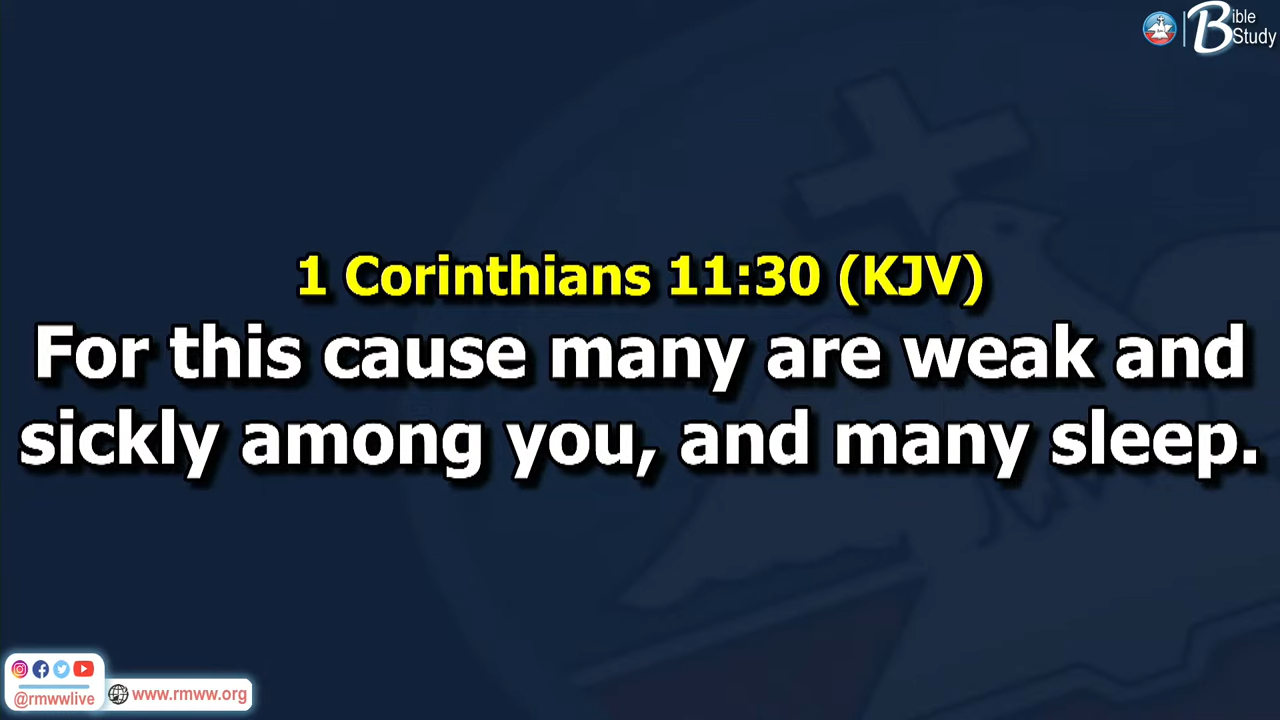 Bible
Study
1 Corinthians 11:30 (KJV)
For this cause many are weak and
sickly among you, and many sleep.
@rmwwlive
www.rmww.org